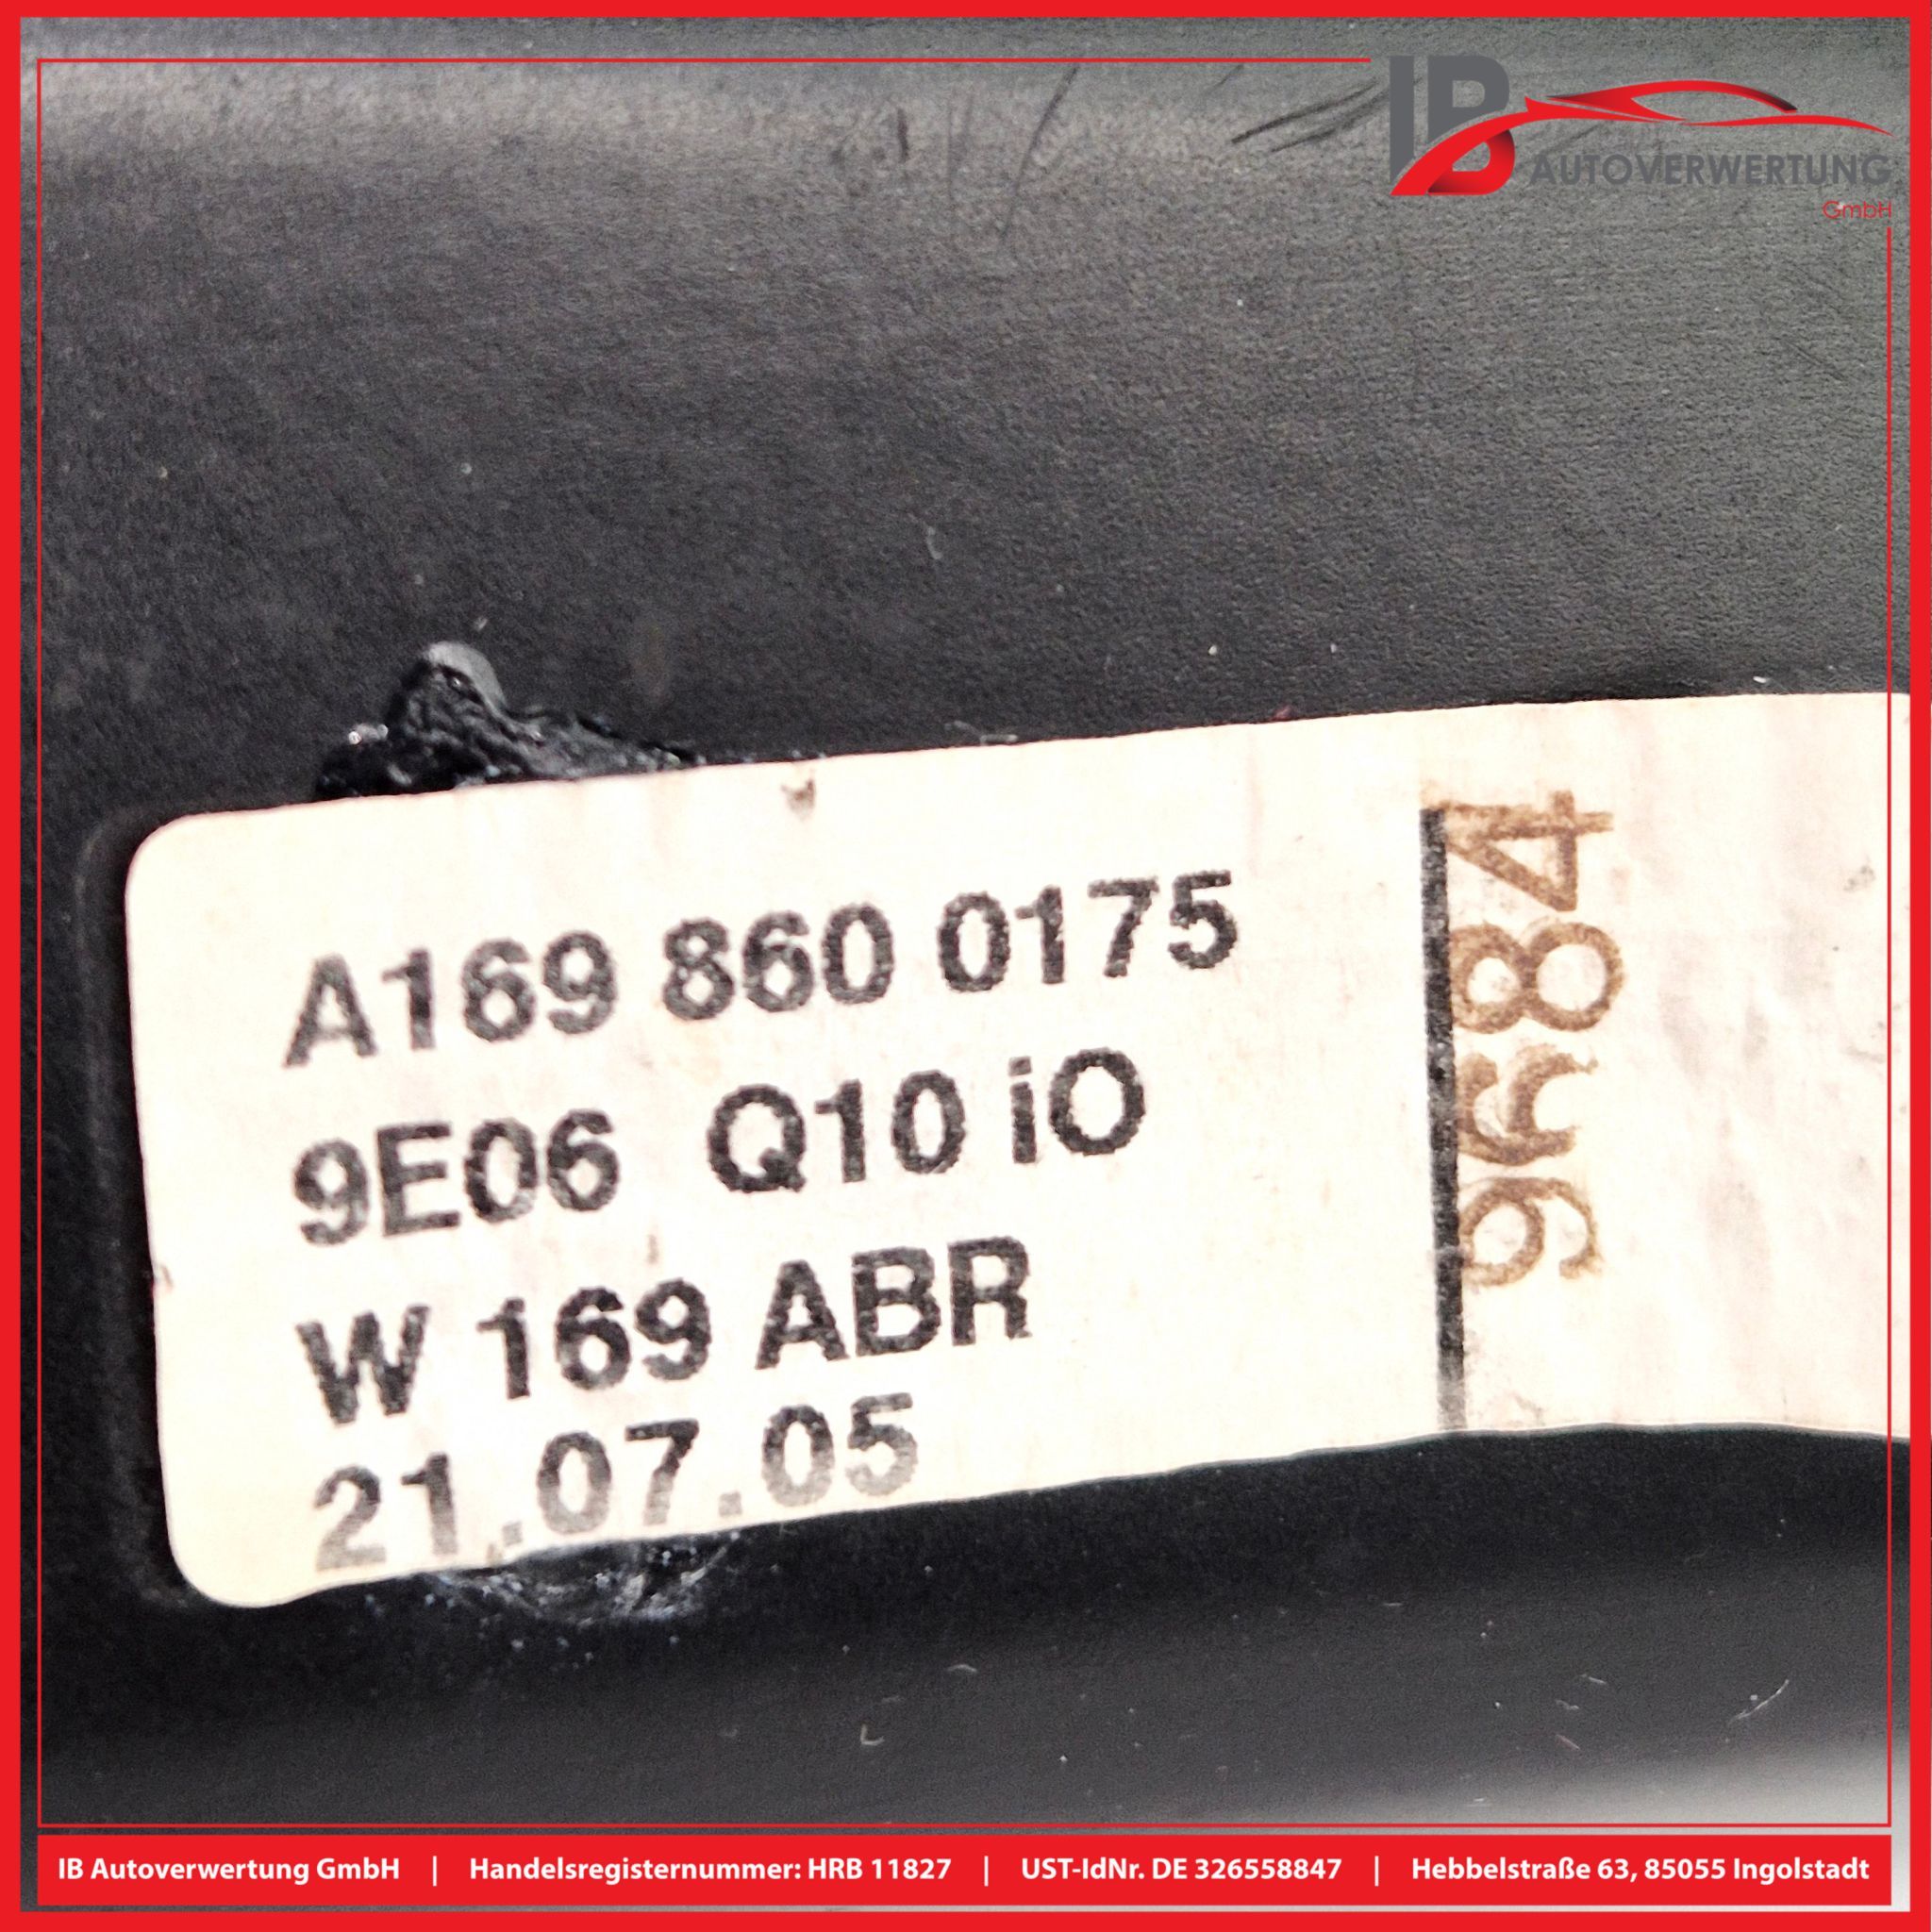 IB
AUTOVERWERTUNG
GmbH
A169 860 0175
9E06 Q10 iO
W 169 ABR
21.07.05
9684
IB Autoverwertung GmbH | Handelsregisternummer: HRB 11827 | UST-IdNr. DE 326558847 | Hebbelstraße 63, 85055 Ingolstadt